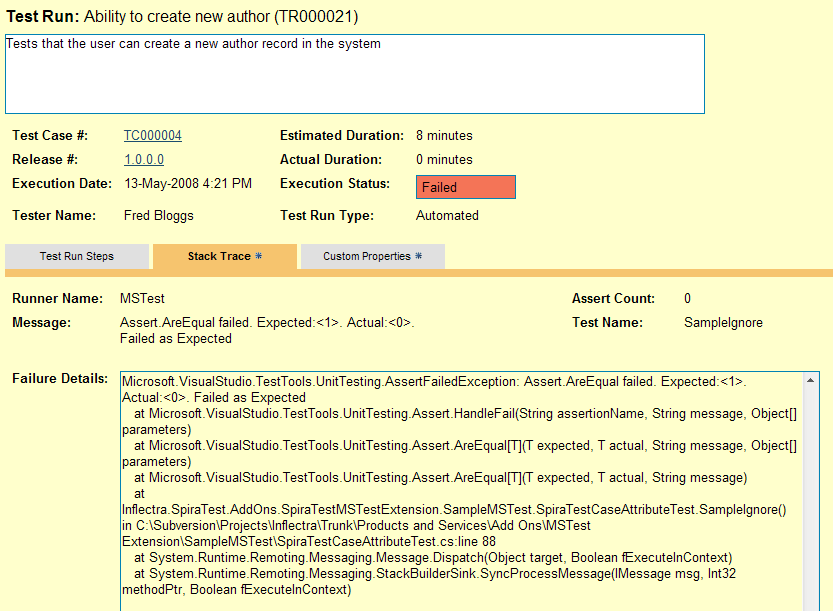 Test Run: Ability to create new author (TR000021)
Tests that the user can create a new author record in the system
Test Case #: TC000004 Estimated Duration: 8 minutes
Release #: 1.0.0.0 Actual Duration: 0 minutes
Execution Date: 13-May-2008 4:21 PM Execution Status: Failed
Tester Name: Fred Bloggs Test Run Type: Automated
Test Run Steps Stack Trace * Custom Properties *
Runner Name: MSTest Assert Count: 0
Message: Assert.AreEqual failed. Expected:<1>. Actual:<0>. Test Name: SampleIgnore
Failed as Expected
Failure Details: Microsoft.VisualStudio.TestTools.UnitTesting.AssertFailedException: Assert.AreEqual failed. Expected:<1>.
Actual:<0>. Failed as Expected
at Microsoft.VisualStudio.TestTools.UnitTesting.Assert.HandleFail(String assertionName, String message, Object[]
parameters)
at Microsoft.VisualStudio.TestTools.UnitTesting.Assert.AreEqual[T](T expected, T actual, String message, Object[]
parameters)
at Microsoft.VisualStudio.TestTools.UnitTesting.Assert.AreEqual[T](T expected, T actual, String message)
at
Inflectra.SpiraTest.AddOns.SpiraTestMSTestExtension.SampleMSTest.SpiraTestCaseAttributeTest.SampleIgnore()
in C:\Subversion\Projects\Inflectra\Trunk\Products and Services\Add Ons\MSTest
Extension\SampleMSTest\SpiraTestCaseAttributeTest.cs:line 88
at System.Runtime.Remoting.Messaging.Message.Dispatch(Object target, Boolean fExecuteInContext)
at System.Runtime.Remoting.Messaging.StackBuilderSink.SyncProcessMessage(IMessage msg, Int32
methodPtr, Boolean fExecuteInContext)